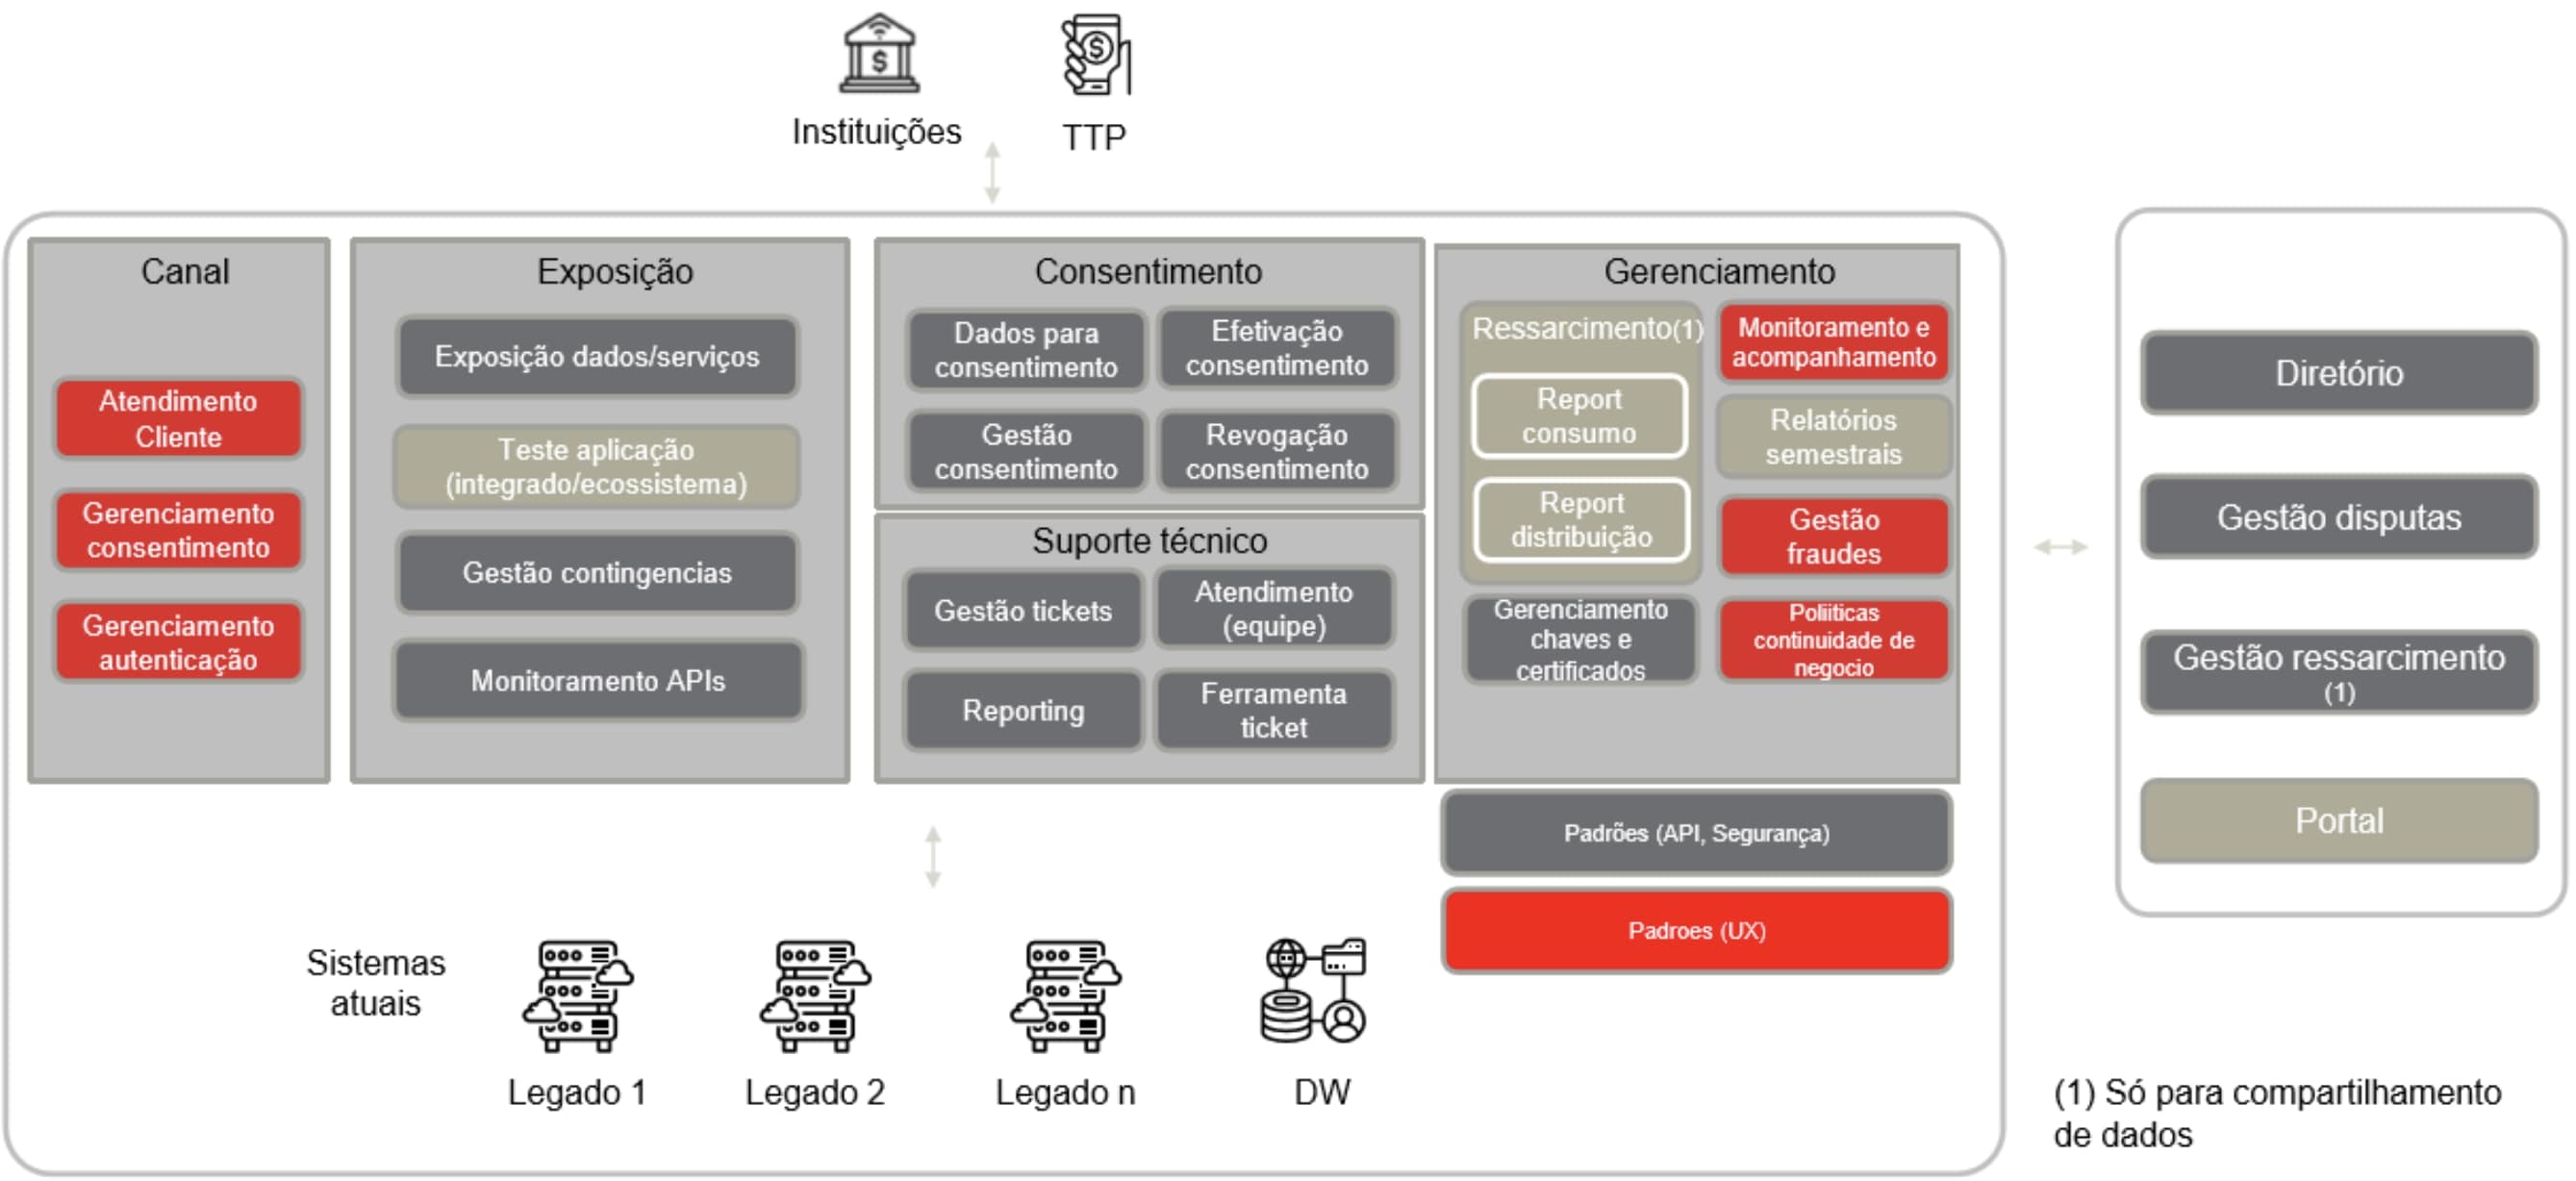 Instituições
TTP
Canal
Atendimento
Cliente
Gerenciamento
consentimento
Gerenciamento
autenticação
Exposição
Exposição dados/serviços
Teste aplicação
(integrado/ecossistema)
Gestão contingencias
Monitoramento APIs
Consentimento
Dados para
consentimento
Efetivação
consentimento
Gestão
consentimento
Revogação
consentimento
Suporte técnico
Gestão tickets
Atendimento
(equipe)
Reporting
Ferramenta
ticket
Gerenciamento
Ressarcimento(1)
Report
consumo
Report
distribuição
Gerenciamento
chaves e
certificados
Monitoramento e
acompanhamento
Relatórios
semestrais
Gestão
fraudes
Poliíticas
continuidade de
negocio
Padrões (API, Segurança)
Padroes (UX)
Diretório
Gestão disputas
Gestão ressarcimento
(1)
Portal
Sistemas
atuais
Legado 1
Legado 2
Legado n
DW
(1) Só para compartilhamento
de dados